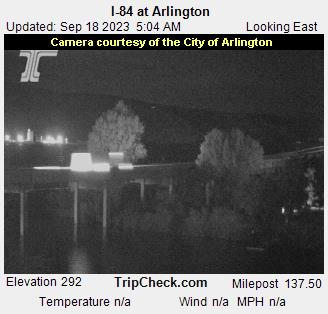 I-84 at Arlington
Updated: Sep 18 2023 5:04 AM Looking East
Camera courtesy of the City of Arlington
Elevation 292 TripCheck.com Milepost 137.50
Temperature n/a Wind n/a MPH n/a